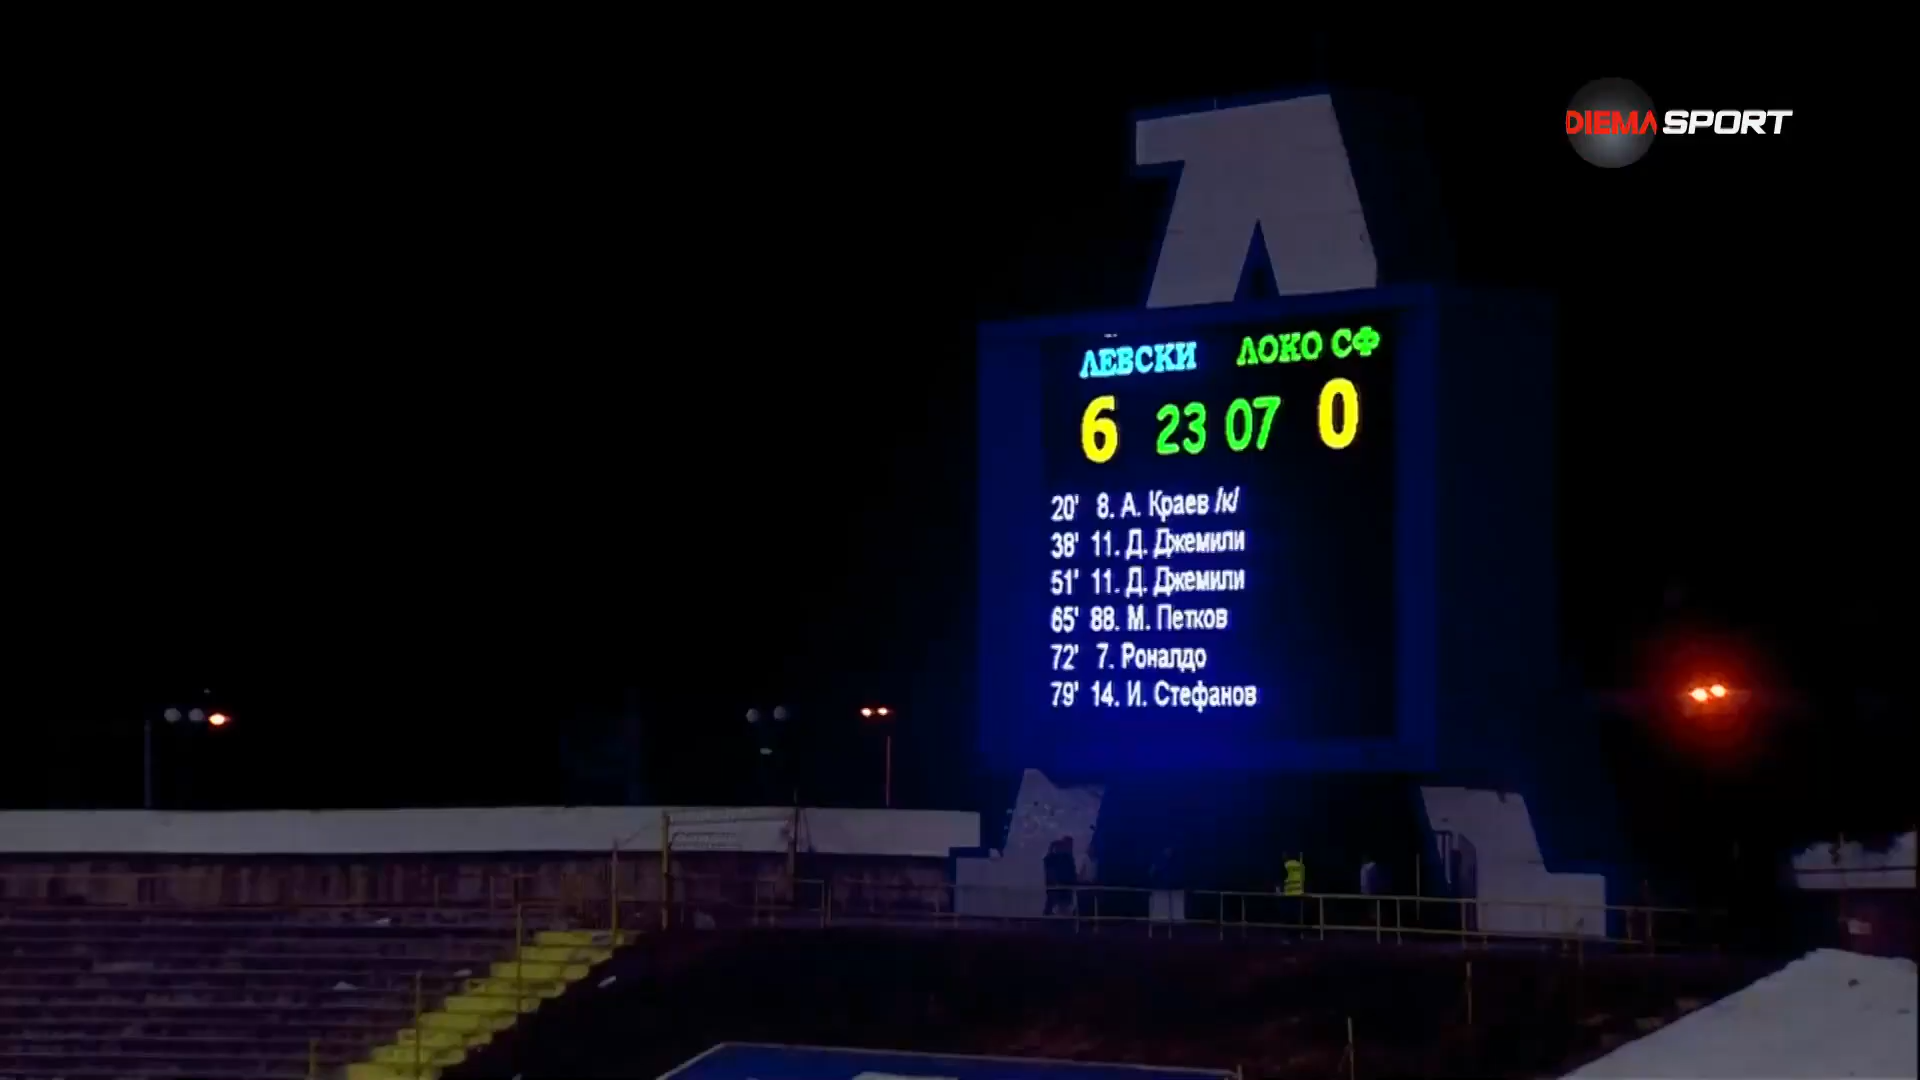 DIEMA SPORT
Л
ЛЕВСКИ ЛОКО СФ
6 23 07 0
20' 8. А. Краев /к/
38' 11. Д. Джемили
51' 11. Д. Джемили
65' 88. М. Петков
72' 7. Роналдо
79' 14. И. Стефанов